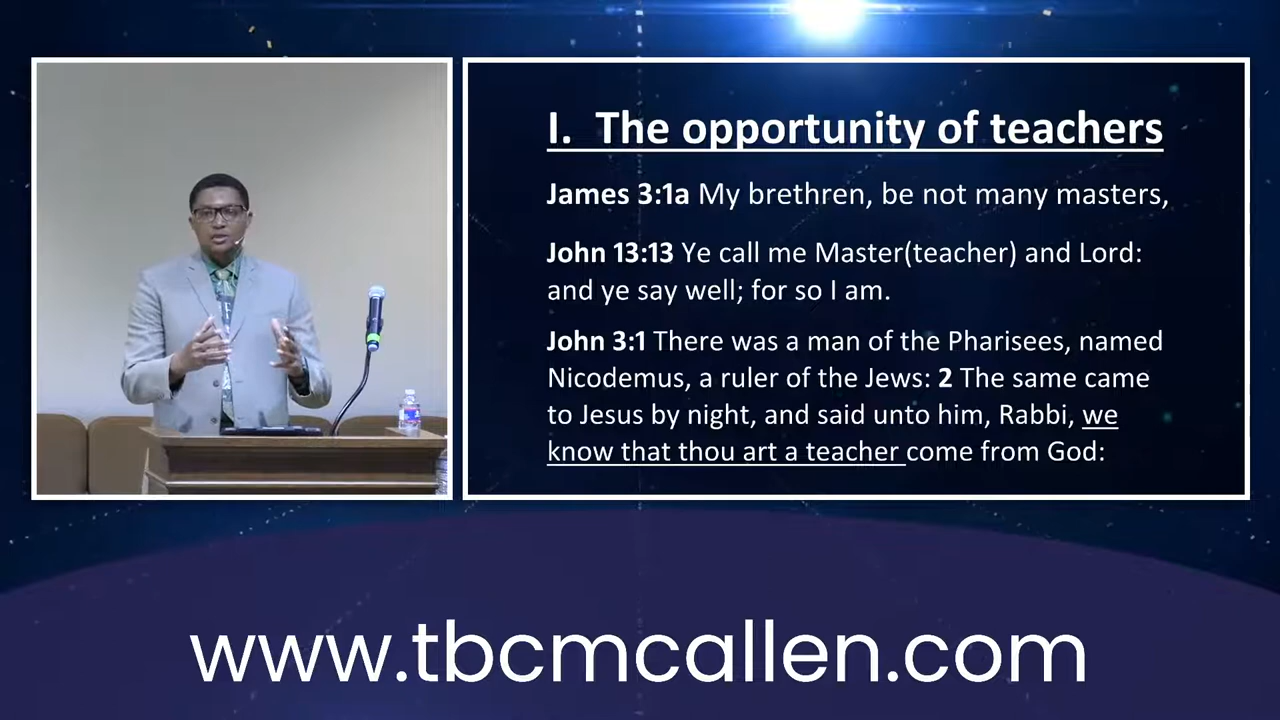 I. The opportunity of teachers
James 3:1a My brethren, be not many masters,
John 13:13 Ye call me Master(teacher) and Lord:
and ye say well; for so I am.
John 3:1 There was a man of the Pharisees, named
Nicodemus, a ruler of the Jews: 2 The same came
to Jesus by night, and said unto him, Rabbi, we
know that thou art a teacher come from God:
www.tbcmcallen.com